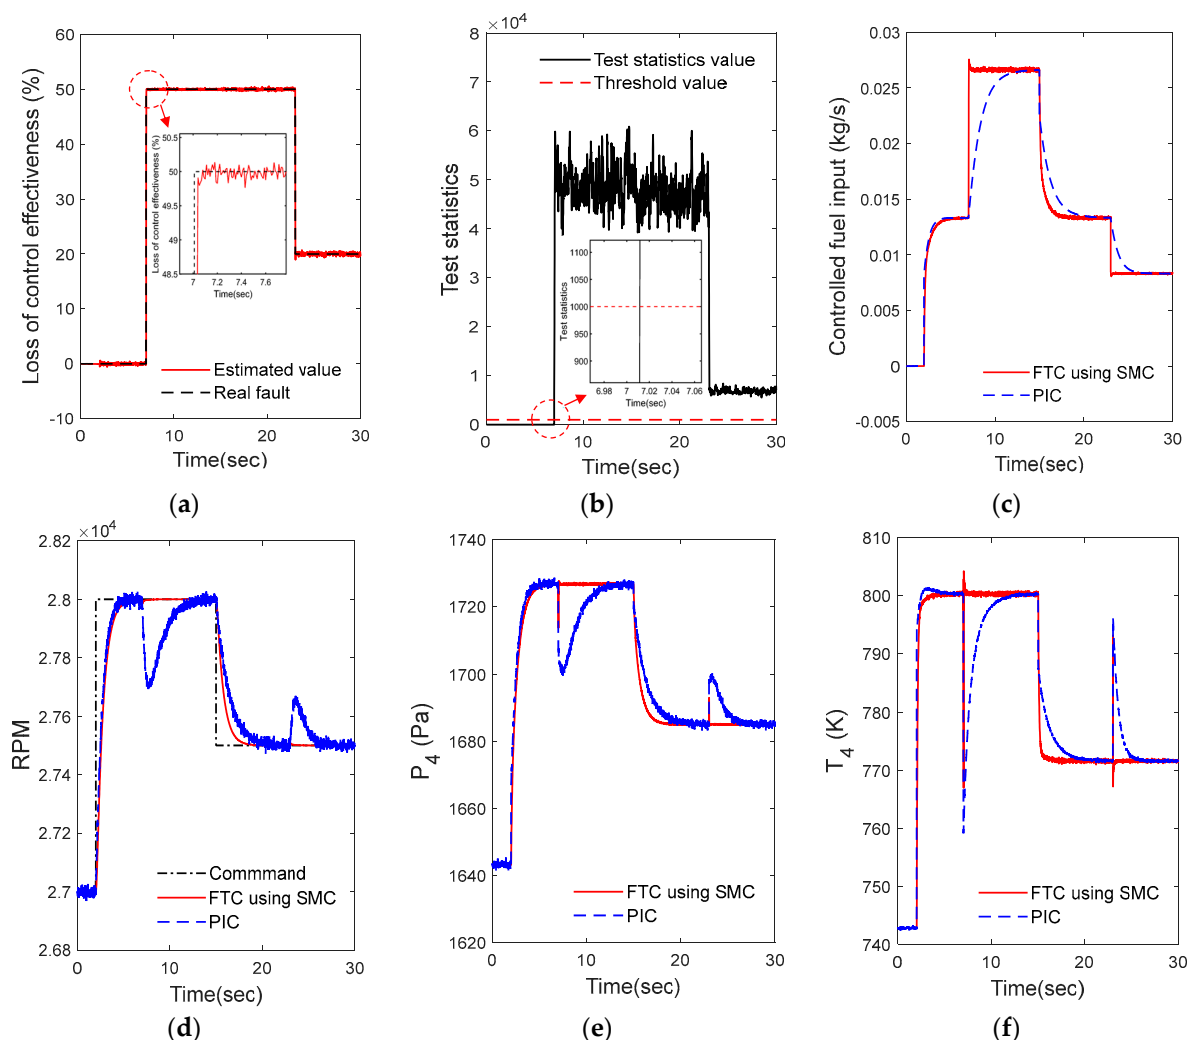 60
50
40
30
20
10
0
-10
Loss of control effectiveness (%)
50.5
50
49.5
49
48.5
Loss of control effectiveness (%)
7 7.2 7.4 7.6
Time(sec)
Estimated value
Real fault
0 10 20 30
Time(sec)
(a)
×10⁴
8
7
6
5
4
3
2
1
0
Test statistics
Test statistics value
Threshold value
1100
1050
1000
950
900
Test statistics
6.98 7 7.02 7.04 7.06
Time(sec)
0 10 20 30
Time(sec)
(b)
0.03
0.025
0.02
0.015
0.01
0.005
0
-0.005
Controlled fuel input (kg/s)
FTC using SMC
PIC
0 10 20 30
Time(sec)
(c)
×10⁴
2.82
2.8
2.78
2.76
2.74
2.72
2.7
2.68
RPM
Commmand
FTC using SMC
PIC
0 10 20 30
Time(sec)
(d)
1740
1720
1700
1680
1660
1640
1620
P₄ (Pa)
FTC using SMC
PIC
0 10 20 30
Time(sec)
(e)
810
800
790
780
770
760
750
740
T₄ (K)
FTC using SMC
PIC
0 10 20 30
Time(sec)
(f)